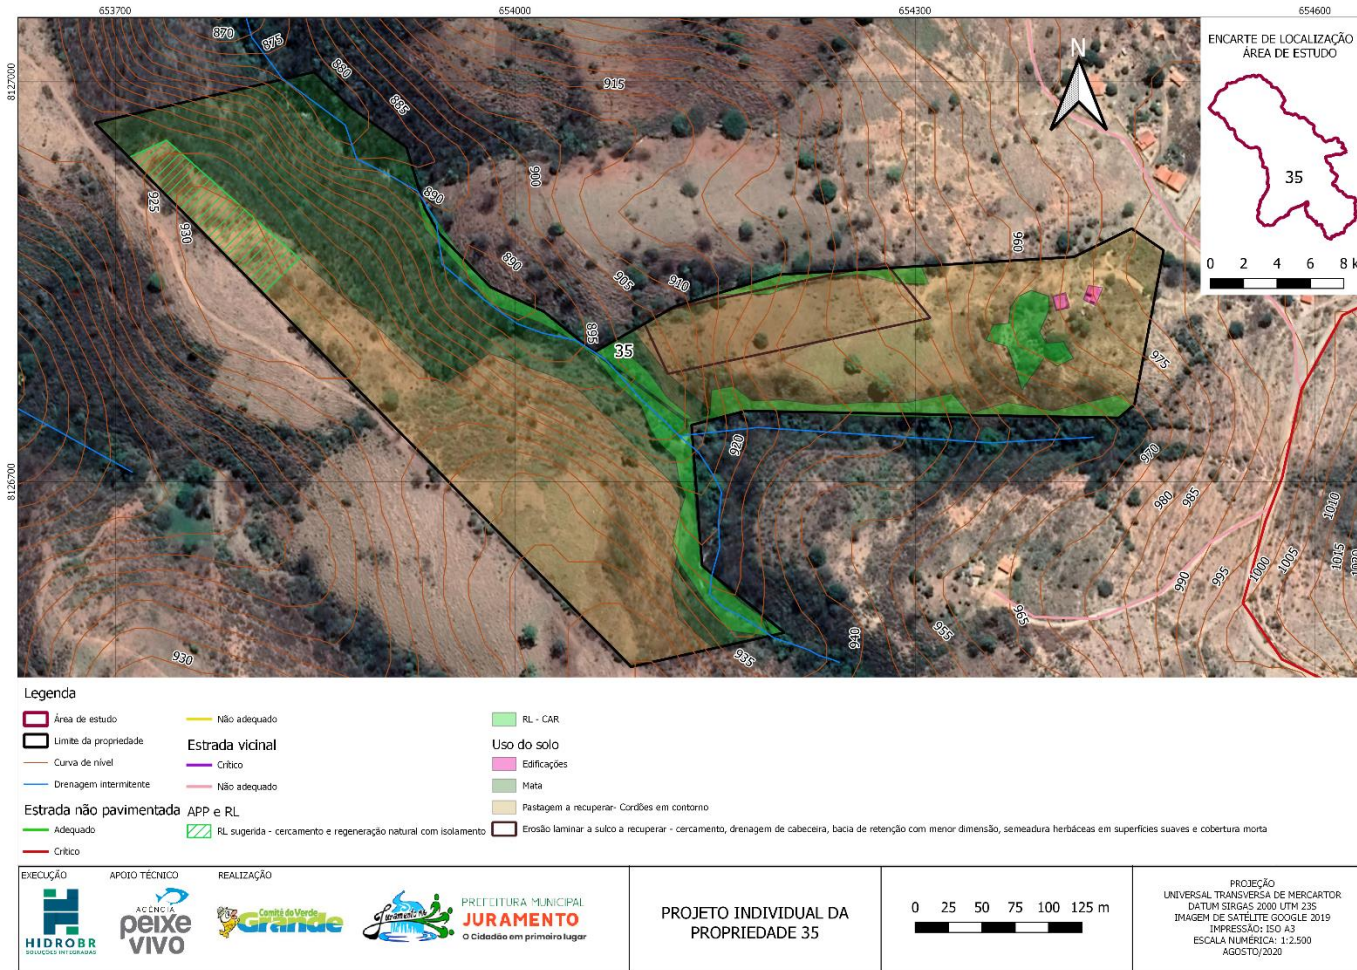 653700
654000
654300
654600
8127000
8126700
870
875
880
885
915
890
900
890
905
910
895
35
925
930
960
975
920
970
980
985
1010
1005
1015
1000
995
990
965
955
940
935
930
N
ENCARTE DE LOCALIZAÇÃO
ÁREA DE ESTUDO
35
0 2 4 6 8 k
Legenda
Área de estudo
Limite da propriedade
Curva de nível
Drenagem intermitente
Estrada não pavimentada
Adequado
Crítico
Não adequado
Estrada vicinal
Crítico
Não adequado
APP e RL
RL sugerida - cercamento e regeneração natural com isolamento
RL - CAR
Uso do solo
Edificações
Mata
Pastagem a recuperar- Cordões em contorno
Erosão laminar a sulco a recuperar - cercamento, drenagem de cabeceira, bacia de retenção com menor dimensão, semeadura herbáceas em superfícies suaves e cobertura morta
EXECUÇÃO
HIDROBR
SOLUÇÕES INTEGRADAS
APOIO TÉCNICO
AGÊNCIA
peixe
vivo
REALIZAÇÃO
Comitê do Verde
Grande
PREFEITURA MUNICIPAL
JURAMENTO
O Cidadão em primeiro lugar
PROJETO INDIVIDUAL DA
PROPRIEDADE 35
0 25 50 75 100 125 m
PROJEÇÃO
UNIVERSAL TRANSVERSA DE MERCARTOR
DATUM SIRGAS 2000 UTM 23S
IMAGEM DE SATÉLITE GOOGLE 2019
IMPRESSÃO: ISO A3
ESCALA NUMÉRICA: 1:2.500
AGOSTO/2020